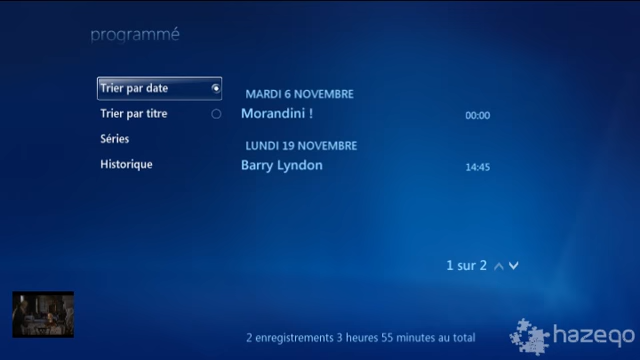 programmé
Trier par date
Trier par titre
Séries
Historique
MARDI 6 NOVEMBRE
Morandini ! 00:00
LUNDI 19 NOVEMBRE
Barry Lyndon 14:45
1 sur 2
2 enregistrements 3 heures 55 minutes au total
hazeqo